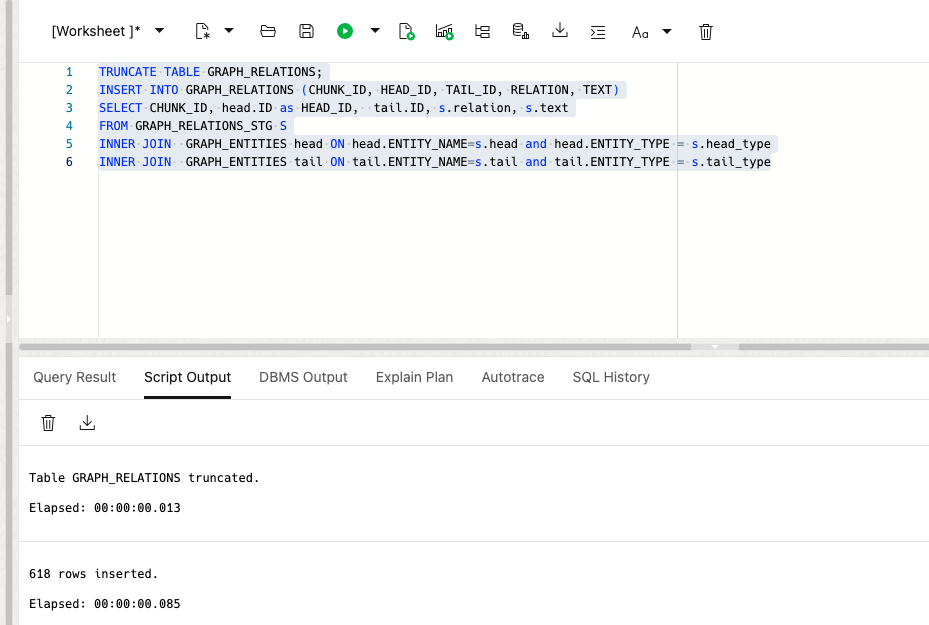 [Worksheet ]*
Aa
1 TRUNCATE TABLE GRAPH_RELATIONS;
2 INSERT INTO GRAPH_RELATIONS (CHUNK_ID, HEAD_ID, TAIL_ID, RELATION, TEXT)
3 SELECT CHUNK_ID, head.ID as HEAD_ID,  tail.ID, s.relation, s.text
4 FROM GRAPH_RELATIONS_STG S
5 INNER JOIN  GRAPH_ENTITIES head ON head.ENTITY_NAME=s.head and head.ENTITY_TYPE = s.head_type
6 INNER JOIN  GRAPH_ENTITIES tail ON tail.ENTITY_NAME=s.tail and tail.ENTITY_TYPE = s.tail_type
Query Result Script Output DBMS Output Explain Plan Autotrace SQL History
Table GRAPH_RELATIONS truncated.
Elapsed: 00:00:00.013
618 rows inserted.
Elapsed: 00:00:00.085